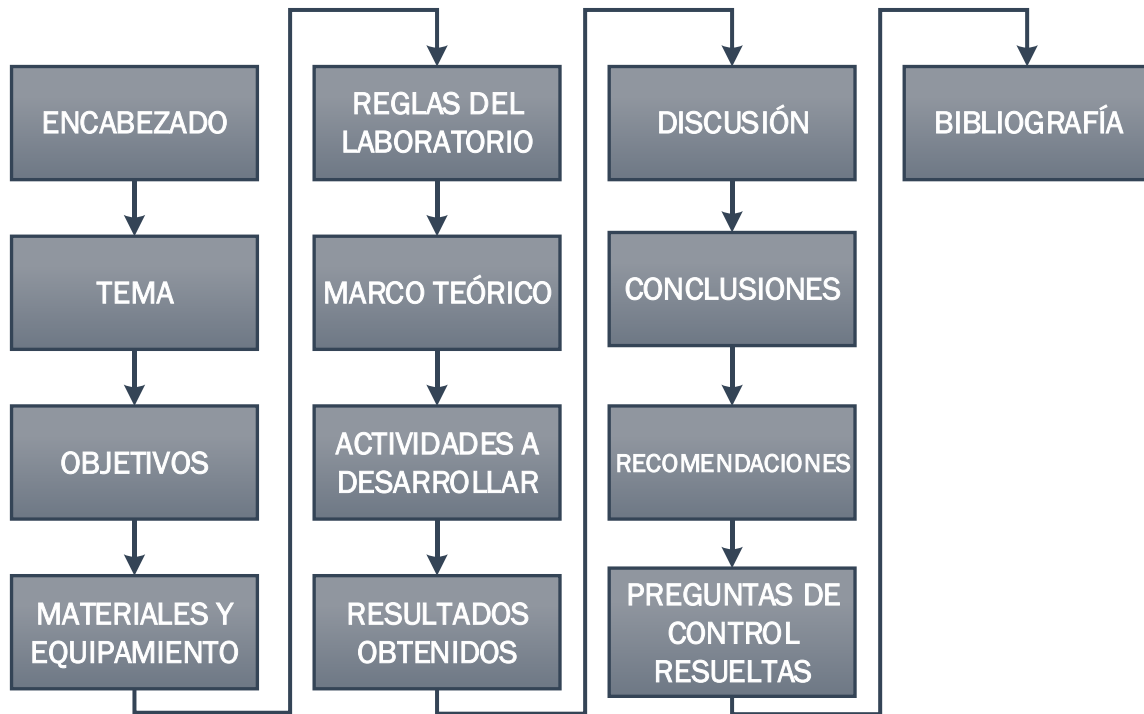 ENCABEZADO
TEMA
OBJETIVOS
MATERIALES Y
EQUIPAMIENTO
REGLAS DEL
LABORATORIO
MARCO TEÓRICO
ACTIVIDADES A
DESARROLLAR
RESULTADOS
OBTENIDOS
DISCUSIÓN
CONCLUSIONES
RECOMENDACIONES
PREGUNTAS DE
CONTROL
RESUELTAS
BIBLIOGRAFÍA